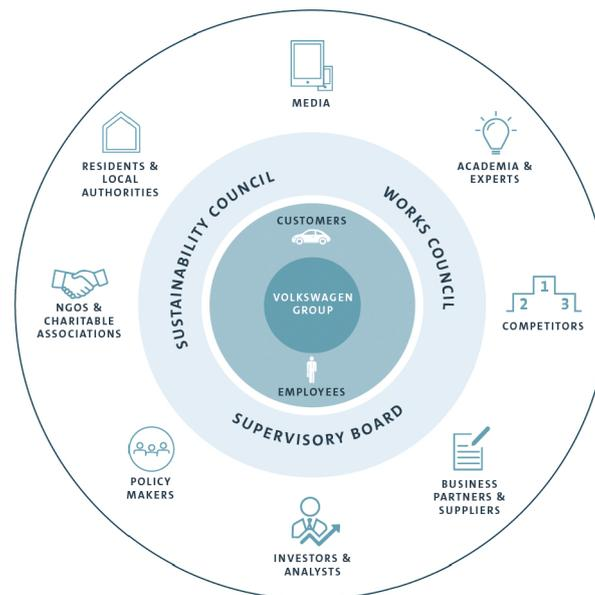 MEDIA
RESIDENTS &
LOCAL
AUTHORITIES
ACADEMIA &
EXPERTS
SUSTAINABILITY COUNCIL
WORKS COUNCIL
CUSTOMERS
VOLKSWAGEN
GROUP
EMPLOYEES
SUPERVISORY BOARD
NGOS &
CHARITABLE
ASSOCIATIONS
1
2 3
COMPETITORS
POLICY
MAKERS
BUSINESS
PARTNERS &
SUPPLIERS
INVESTORS &
ANALYSTS